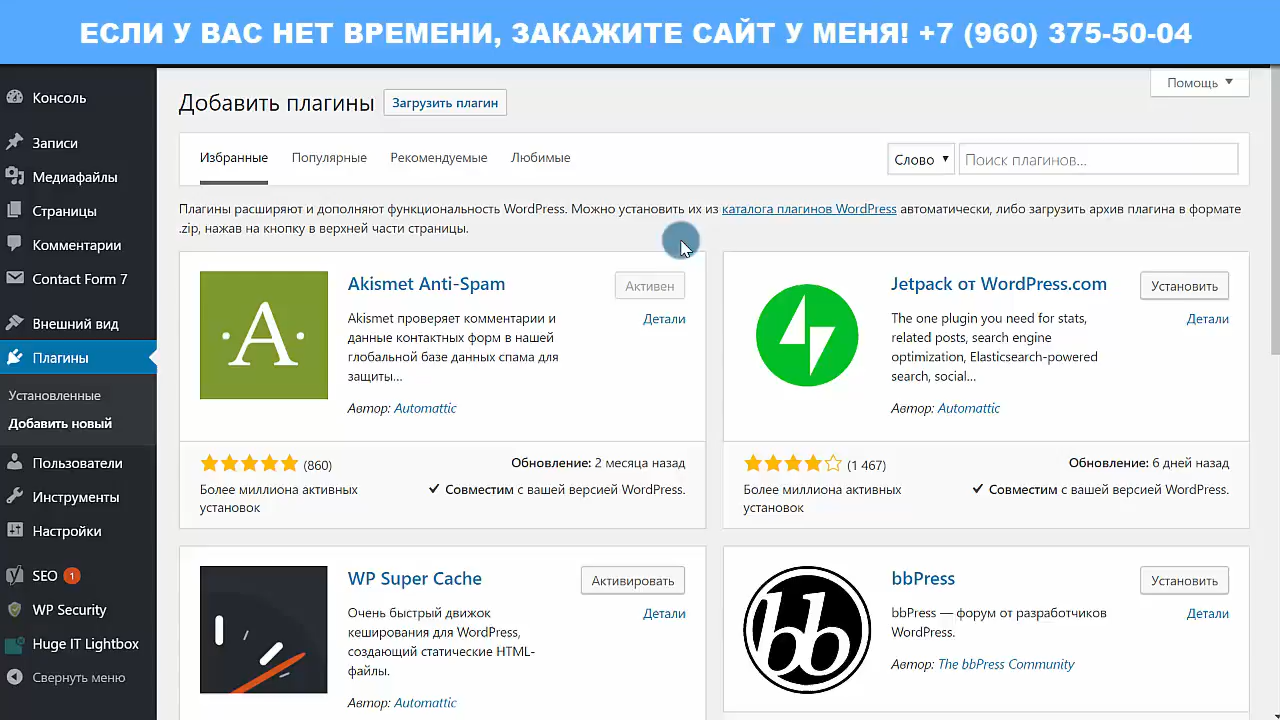 ЕСЛИ У ВАС НЕТ ВРЕМЕНИ, ЗАКАЖИТЕ САЙТ У МЕНЯ! +7 (960) 375-50-04
Консоль
Записи
Медиафайлы
Страницы
Комментарии
Contact Form 7
Внешний вид
Плагины
Установленные
Добавить новый
Пользователи
Инструменты
Настройки
SEO 1
WP Security
Huge IT Lightbox
Свернуть меню
Помощь
Добавить плагины Загрузить плагин
Избранные Популярные Рекомендуемые Любимые Слово Поиск плагинов...
Плагины расширяют и дополняют функциональность WordPress. Можно установить их из каталога плагинов WordPress автоматически, либо загрузить архив плагина в формате
.zip, нажав на кнопку в верхней части страницы.
·A·
Akismet Anti-Spam
Активен
Детали
Akismet проверяет комментарии и
данные контактных форм в нашей
глобальной базе данных спама для
защиты...
Автор: Automattic
(860)
Обновление: 2 месяца назад
Более миллиона активных
установок
Совместим с вашей версией WordPress.
Jetpack от WordPress.com
Установить
Детали
The one plugin you need for stats,
related posts, search engine
optimization, Elasticsearch-powered
search, social...
Автор: Automattic
(1 467)
Обновление: 6 дней назад
Более миллиона активных
установок
Совместим с вашей версией WordPress.
WP Super Cache
Активировать
Детали
Очень быстрый движок
кеширования для WordPress,
создающий статические HTML-
файлы.
Автор: Automattic
bb
bbPress
Установить
Детали
bbPress — форум от разработчиков
WordPress.
Автор: The bbPress Community